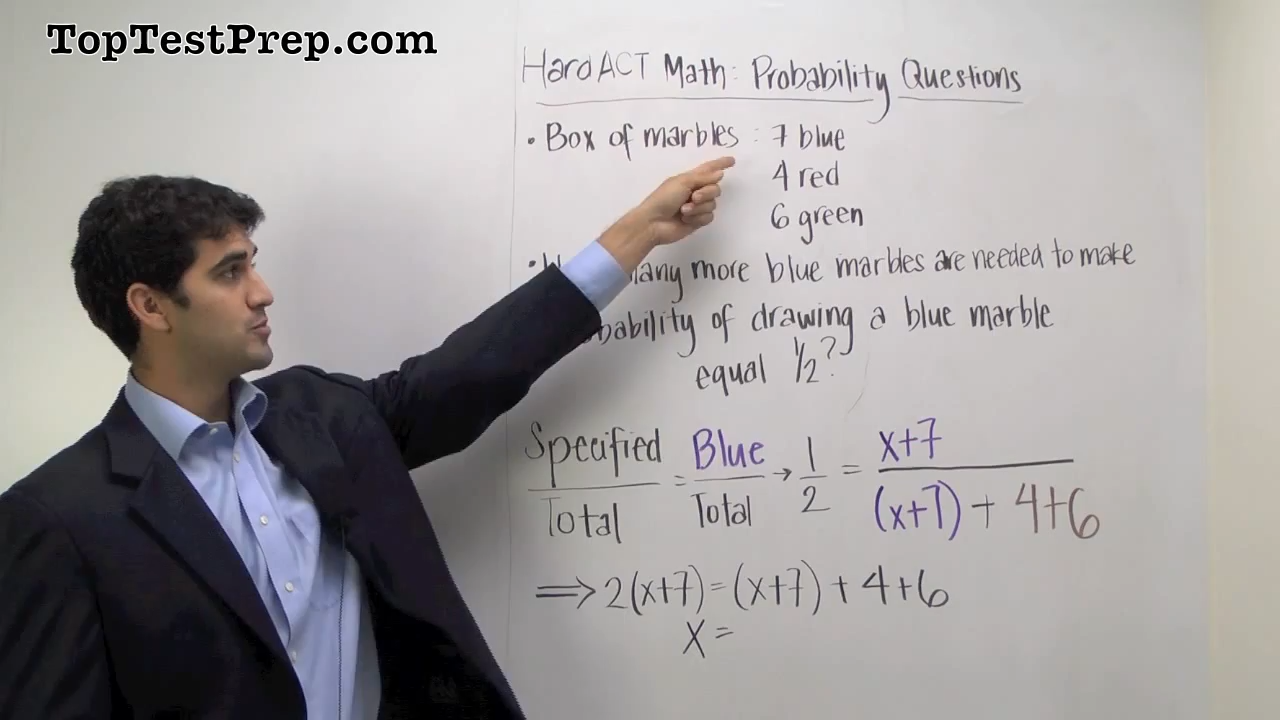 TopTestPrep.com
Hard ACT Math: Probability Questions
• Box of marbles: 7 blue
4 red
6 green
• many more blue marbles are needed to make
of drawing a blue marble
equal 1/2?
Specified/Total = Blue/Total → 1/2 = x+7/(x+7) + 4+6
⟹ 2(x+7) = (x+7) + 4+6
X =